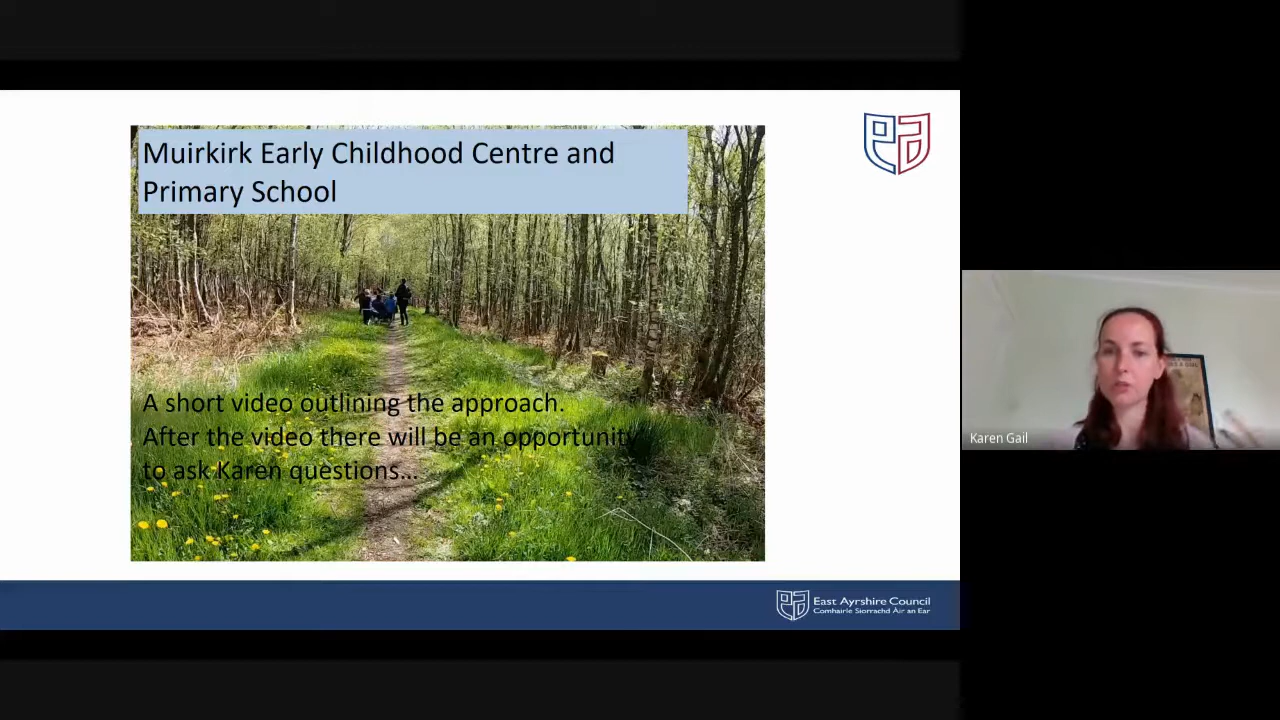 Muirkirk Early Childhood Centre and
Primary School
A short video outlining the approach.
After the video there will be an opportunity
to ask Karen questions...
East Ayrshire Council
Comhairle Siorrachd Àir an Ear
Karen Gail